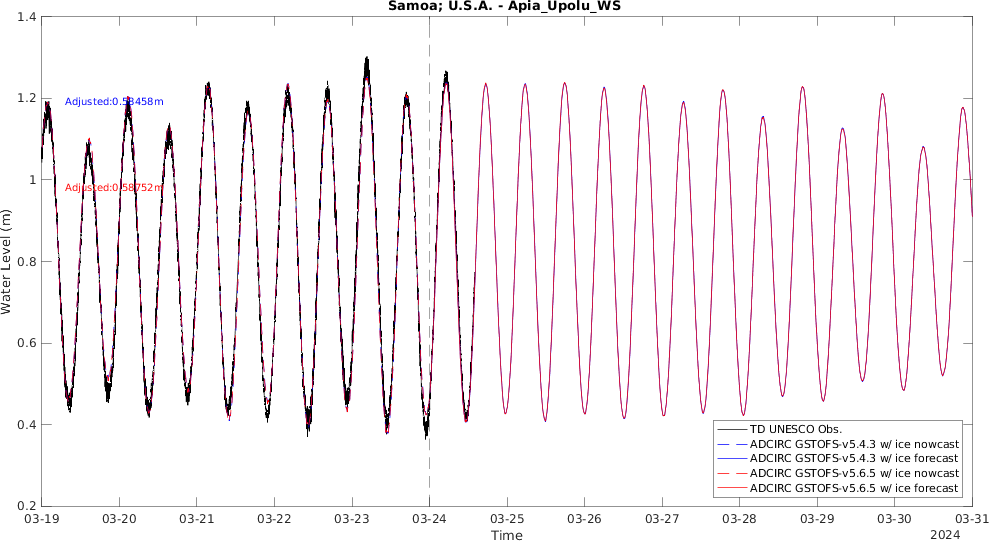 Samoa; U.S.A. - Apia_Upolu_WS
1.4
1.2
1
0.8
0.6
0.4
0.2
Water Level (m)
Adjusted:0.53458m
Adjusted:0.58752m
TD UNESCO Obs.
ADCIRC GSTOFS-v5.4.3 w/ ice nowcast
ADCIRC GSTOFS-v5.4.3 w/ ice forecast
ADCIRC GSTOFS-v5.6.5 w/ ice nowcast
ADCIRC GSTOFS-v5.6.5 w/ ice forecast
03-19 03-20 03-21 03-22 03-23 03-24 03-25 03-26 03-27 03-28 03-29 03-30 03-31
Time
2024